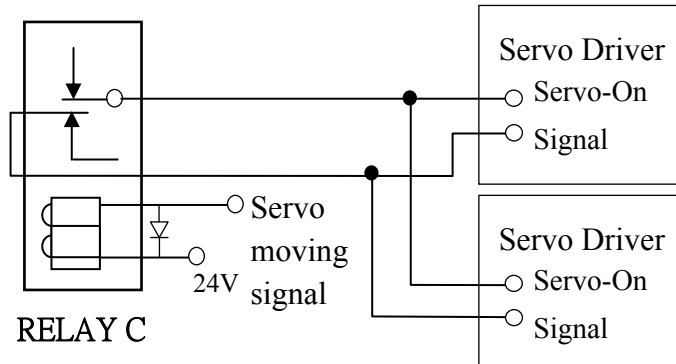 Servo Driver
Servo-On
Signal
Servo
moving
signal
24V
RELAY C
Servo Driver
Servo-On
Signal